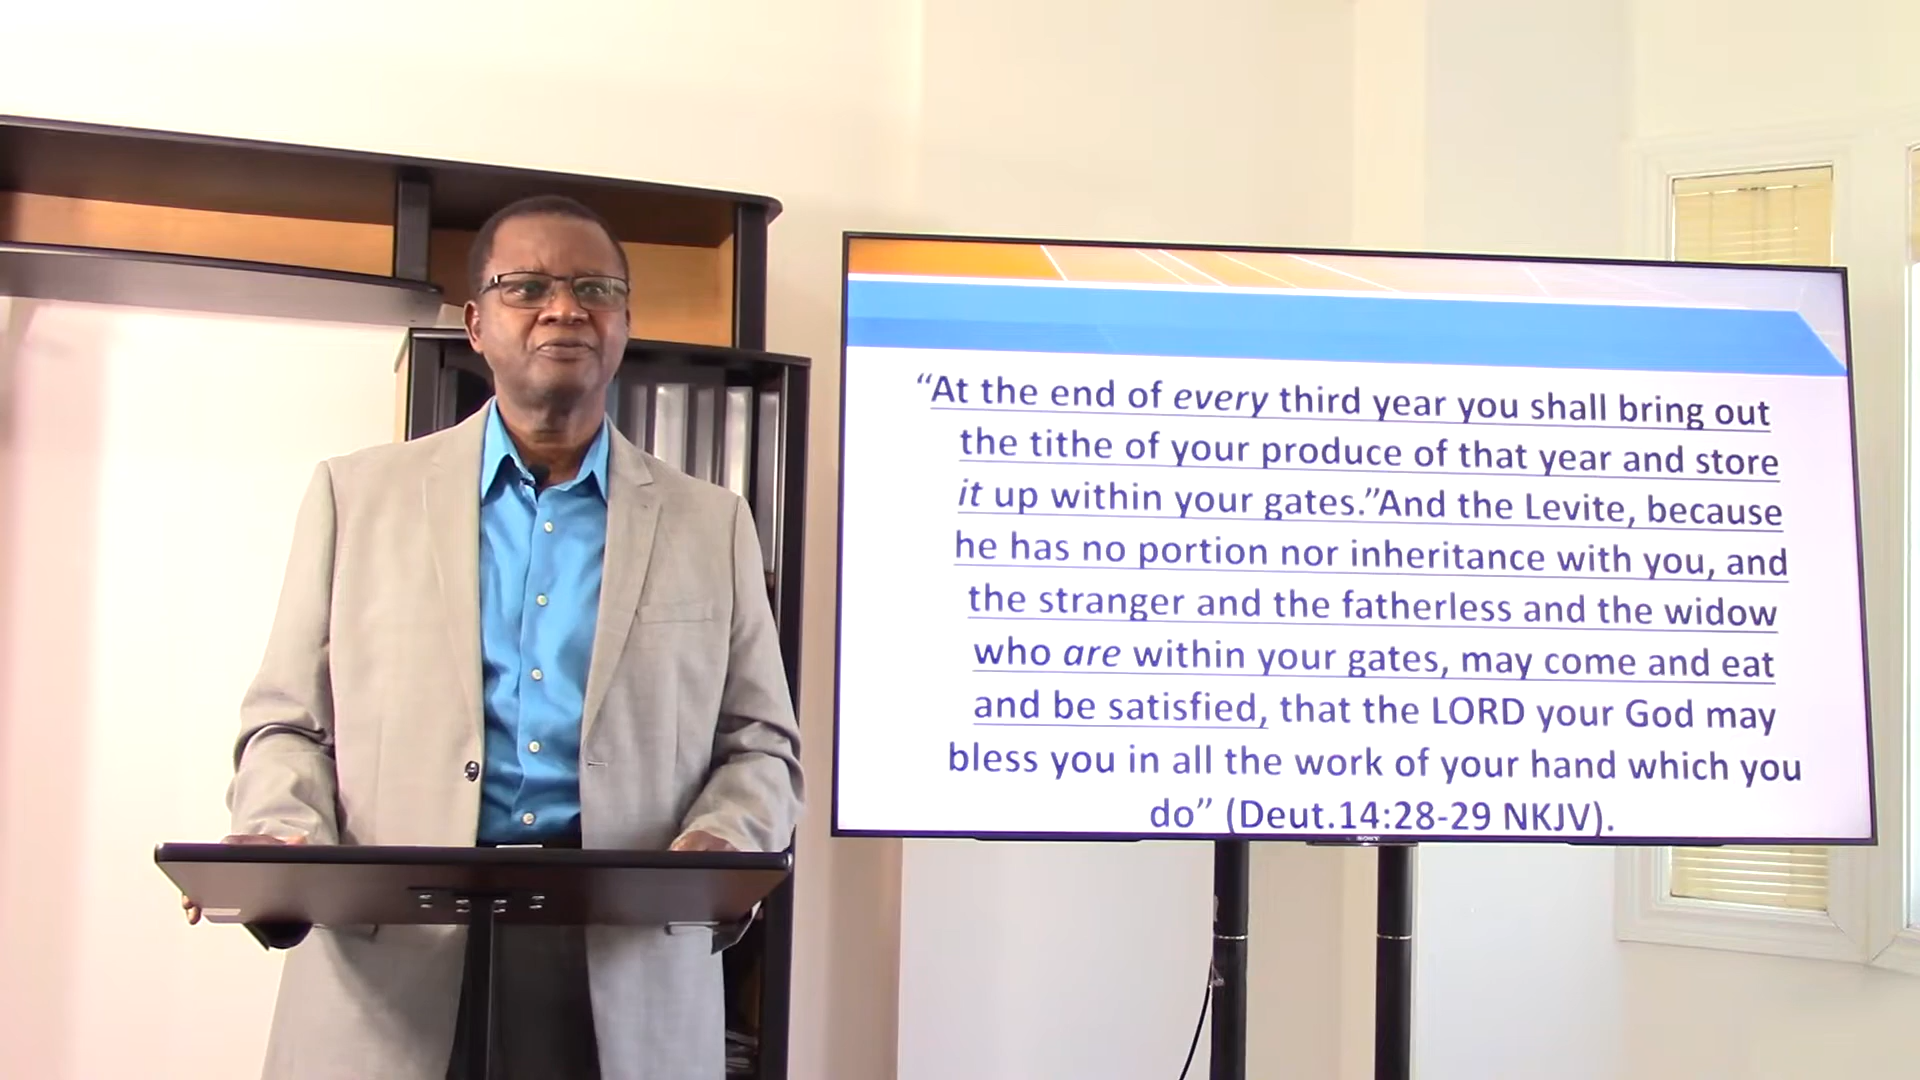 “At the end of every third year you shall bring out
the tithe of your produce of that year and store
it up within your gates.”And the Levite, because
he has no portion nor inheritance with you, and
the stranger and the fatherless and the widow
who are within your gates, may come and eat
and be satisfied, that the LORD your God may
bless you in all the work of your hand which you
do” (Deut.14:28-29 NKJV).
SONY